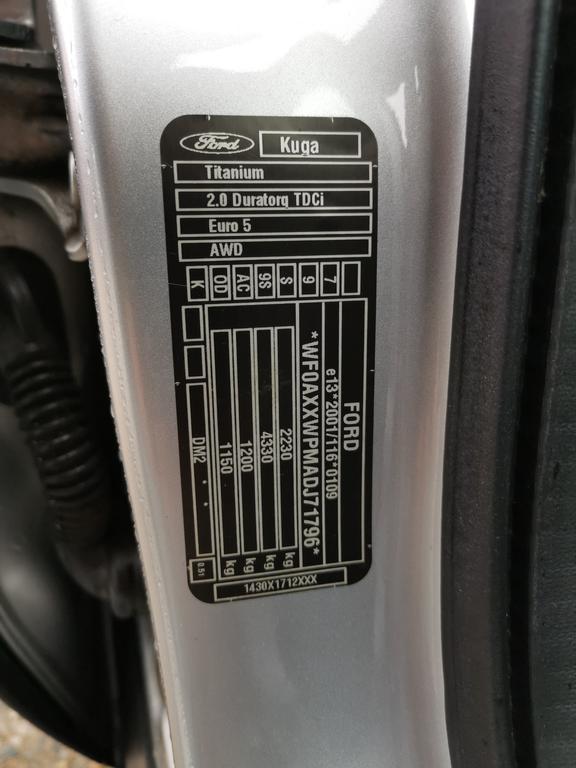 Ford
Kuga
Titanium
2.0 Duratorq TDCi
Euro 5
AWD
K OD AC 9S S 9 7
FORD
e13*2001/116*0109
*WF0AXXWPMADJ71796*
2230 kg
4330 kg
1200 kg
1150 kg
DM2 * *
0.51
1430X1712XXX